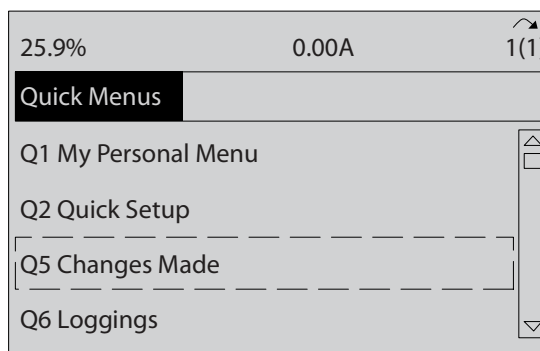 25.9% 0.00A 1(1
Quick Menus
Q1 My Personal Menu
Q2 Quick Setup
Q5 Changes Made
Q6 Loggings